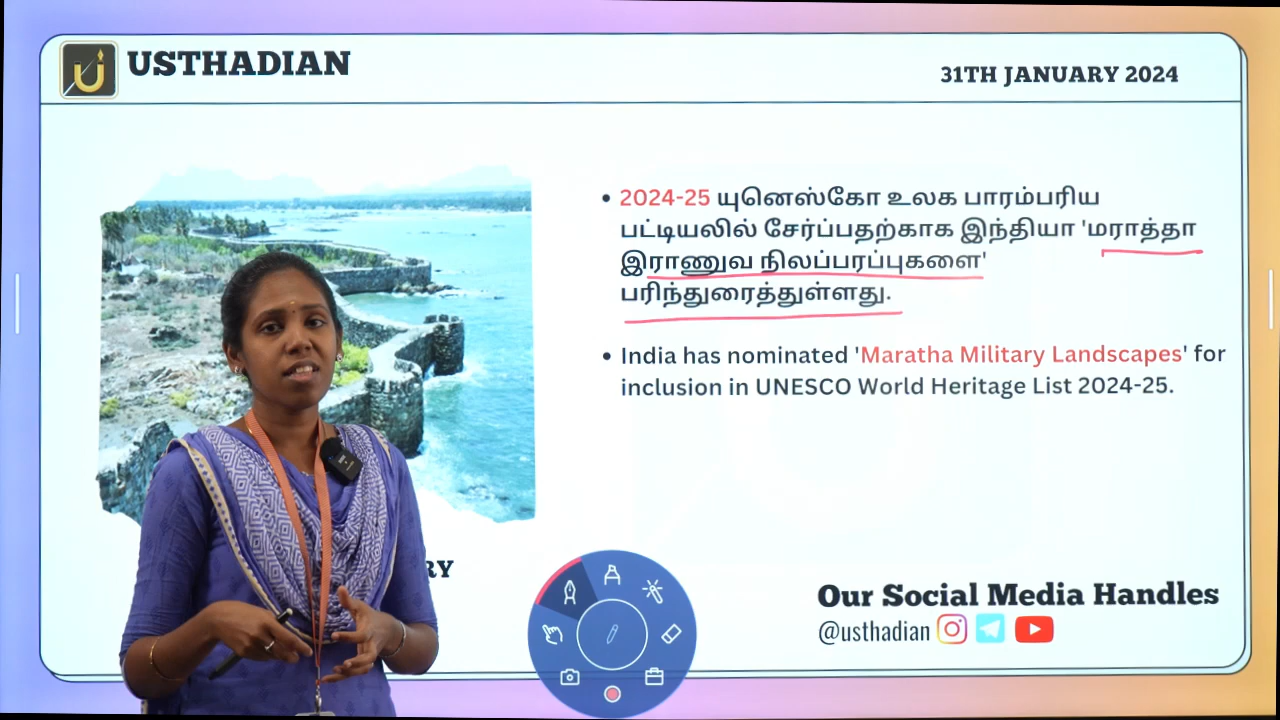 USTHADIAN
31TH JANUARY 2024
• 2024-25 யுனெஸ்கோ உலக பாரம்பரிய
பட்டியலில் சேர்ப்பதற்காக இந்தியா 'மராத்தா
இராணுவ நிலப்பரப்புகளை'
பரிந்துரைத்துள்ளது.
• India has nominated 'Maratha Military Landscapes' for
inclusion in UNESCO World Heritage List 2024-25.
Our Social Media Handles
@usthadian